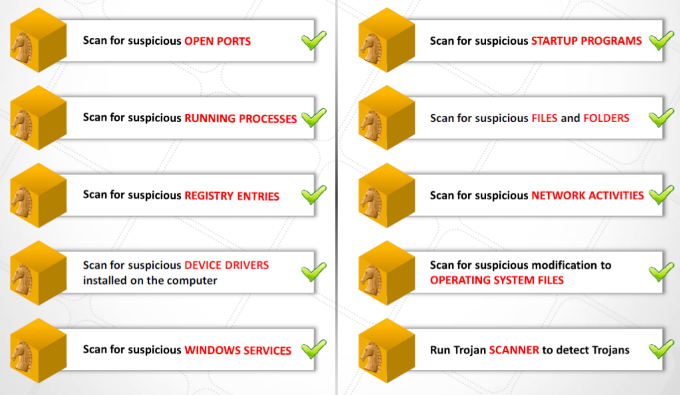 Scan for suspicious OPEN PORTS
Scan for suspicious RUNNING PROCESSES
Scan for suspicious REGISTRY ENTRIES
Scan for suspicious DEVICE DRIVERS
installed on the computer
Scan for suspicious WINDOWS SERVICES
Scan for suspicious STARTUP PROGRAMS
Scan for suspicious FILES and FOLDERS
Scan for suspicious NETWORK ACTIVITIES
Scan for suspicious modification to
OPERATING SYSTEM FILES
Run Trojan SCANNER to detect Trojans